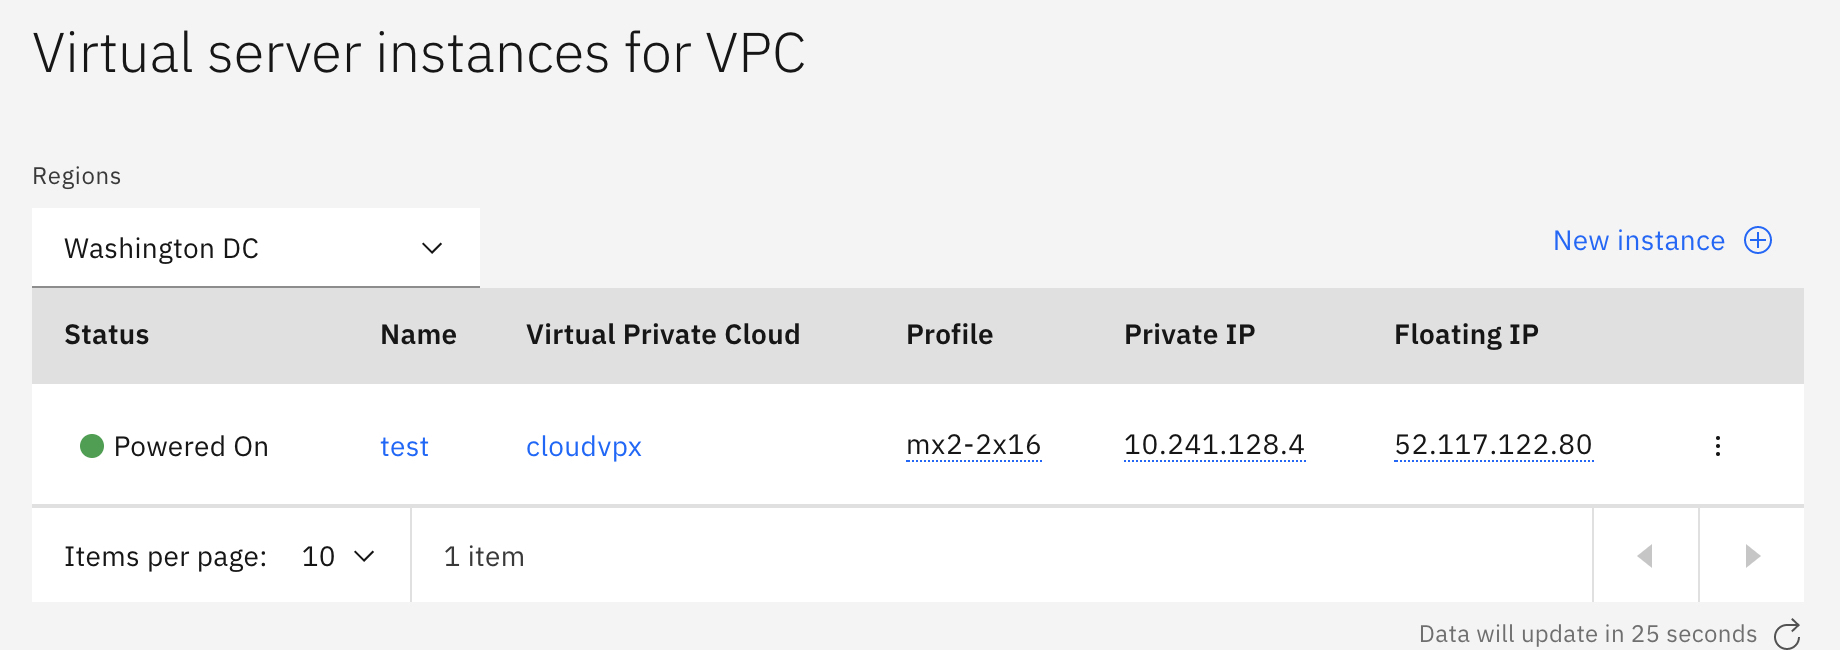 Virtual server instances for VPC
Regions
Washington DC
New instance
Status Name Virtual Private Cloud Profile Private IP Floating IP
Powered On test cloudvpx mx2-2x16 10.241.128.4 52.117.122.80
Items per page: 10 1 item
Data will update in 25 seconds